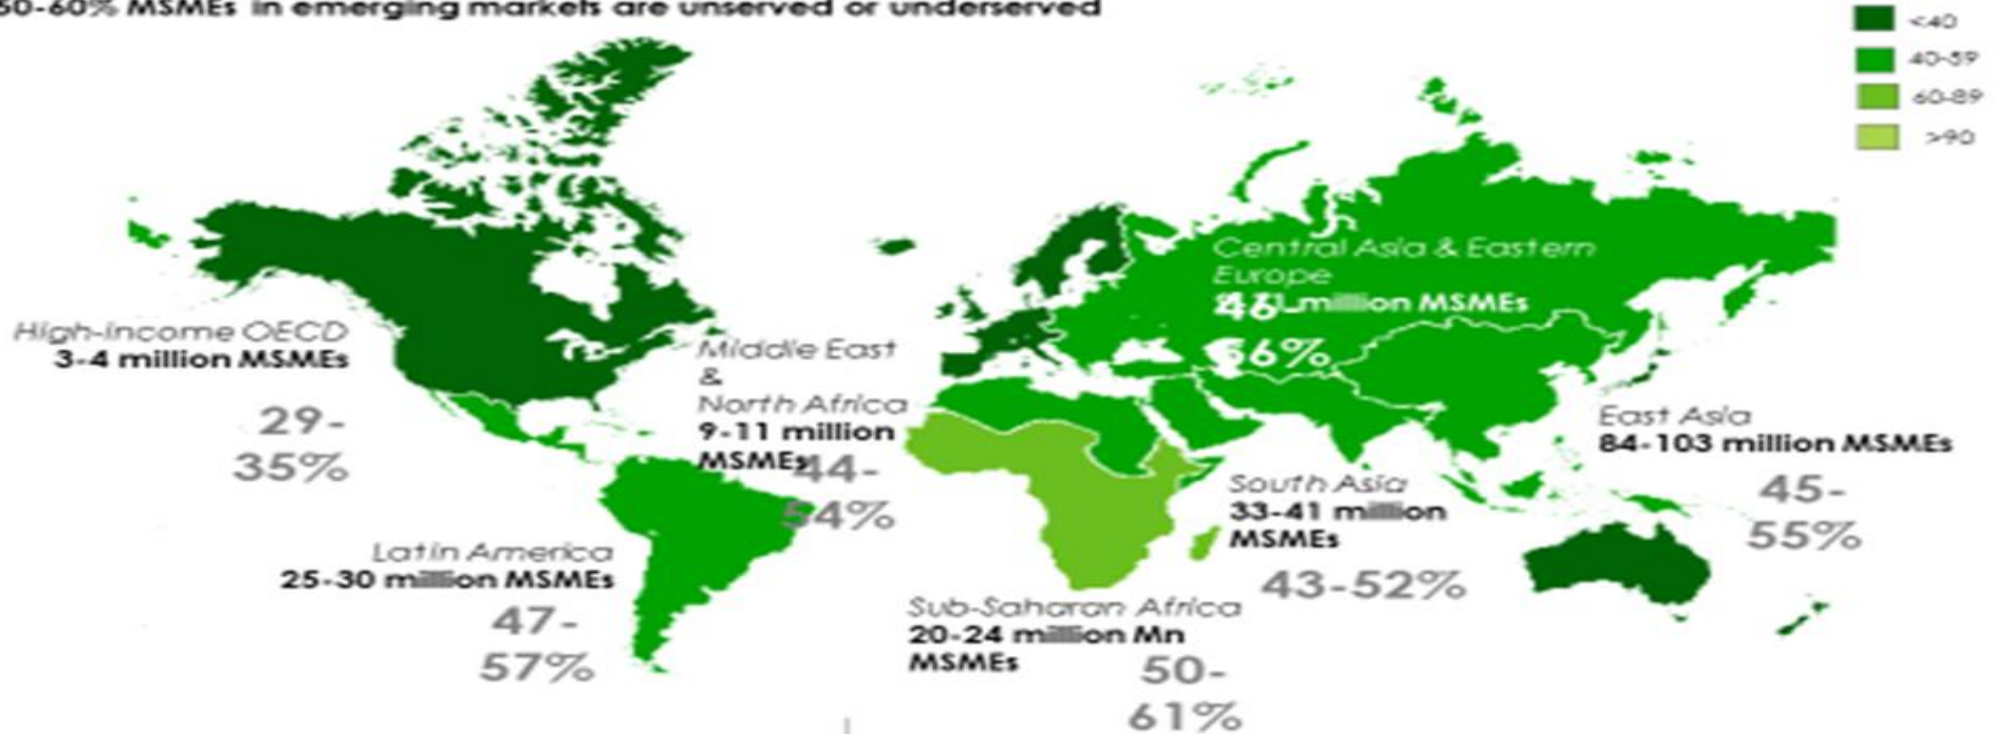 50-60% MSMEs in emerging markets are unserved or underserved
<40
40-59
60-89
>90
Central Asia & Eastern
Europe
million MSMEs
46-
56%
High-income OECD
3-4 million MSMEs
29-
35%
Middle East
&
North Africa
9-11 million
MSMEs
44-
54%
East Asia
84-103 million MSMEs
45-
55%
South Asia
33-41 million
MSMEs
43-52%
Latin America
25-30 million MSMEs
47-
57%
Sub-Saharan Africa
20-24 million Mn
MSMEs
50-
61%